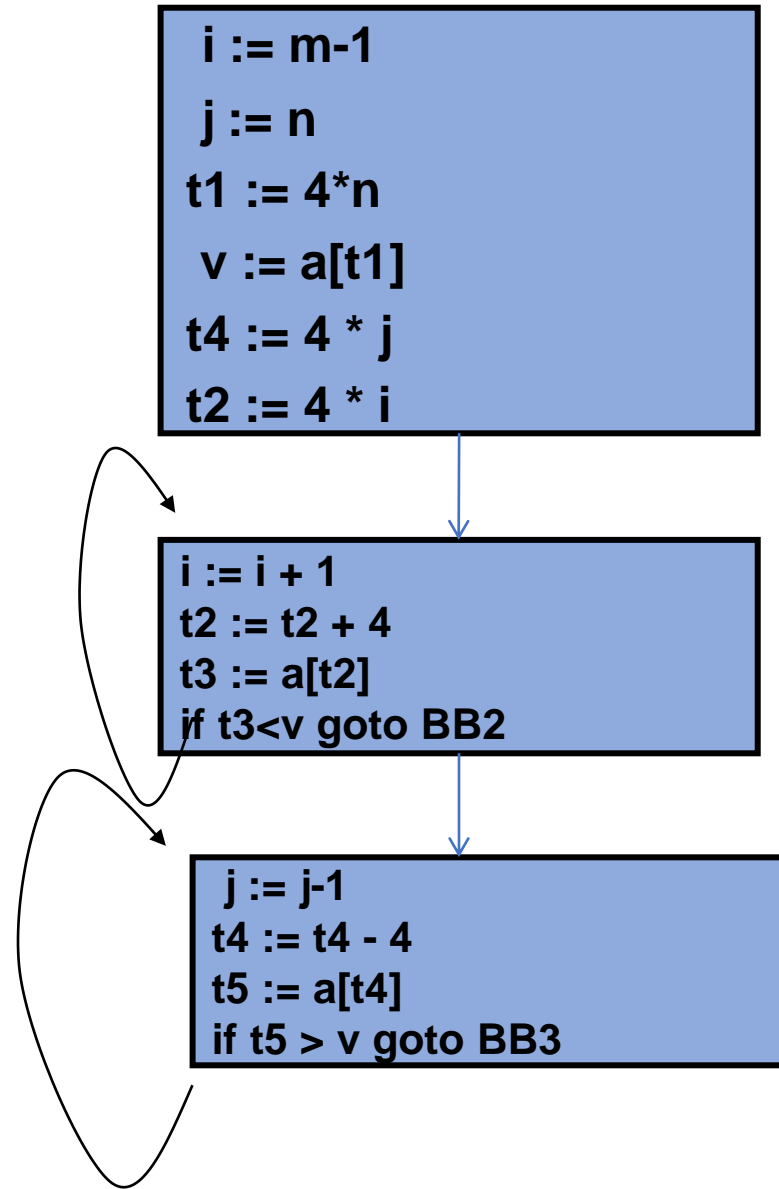 i := m-1
j := n
t1 := 4*n
v := a[t1]
t4 := 4 * j
t2 := 4 * i
i := i + 1
t2 := t2 + 4
t3 := a[t2]
if t3<v goto BB2
j := j-1
t4 := t4 - 4
t5 := a[t4]
if t5 > v goto BB3